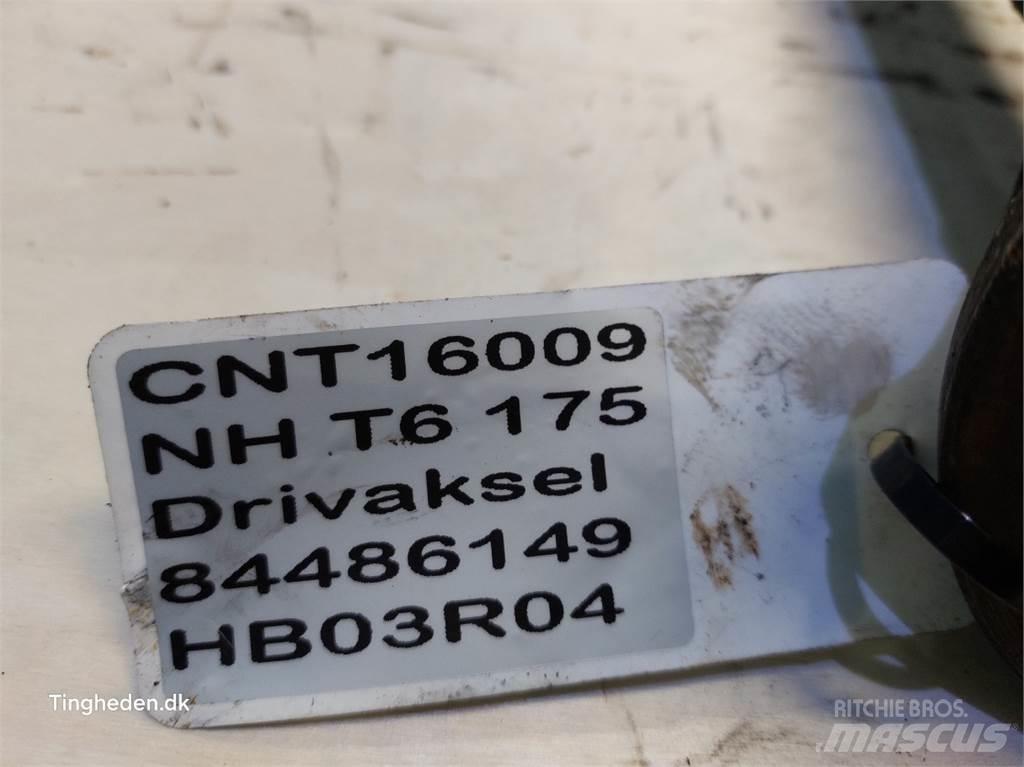 CNT16009
NH T6 175
Drivaksel
84486149
HB03R04
Tingheden.dk
RITCHIE BROS.
MASCUS